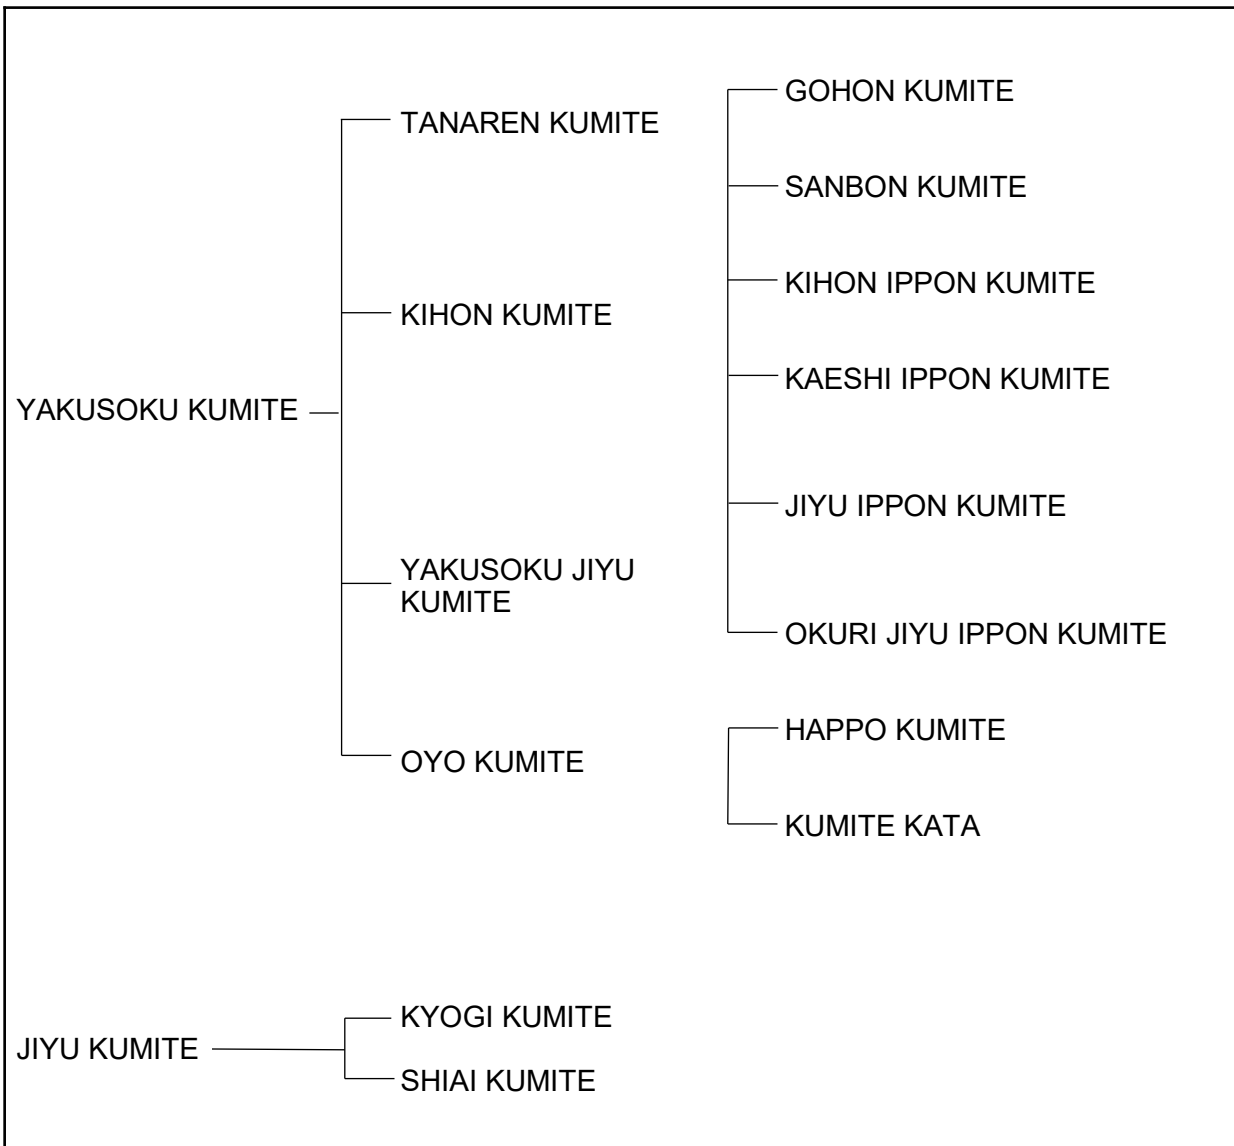 YAKUSOKU KUMITE
TANAREN KUMITE
KIHON KUMITE
YAKUSOKU JIYU
KUMITE
OYO KUMITE
GOHON KUMITE
SANBON KUMITE
KIHON IPPON KUMITE
KAESHI IPPON KUMITE
JIYU IPPON KUMITE
OKURI JIYU IPPON KUMITE
HAPPO KUMITE
KUMITE KATA
JIYU KUMITE
KYOGI KUMITE
SHIAI KUMITE